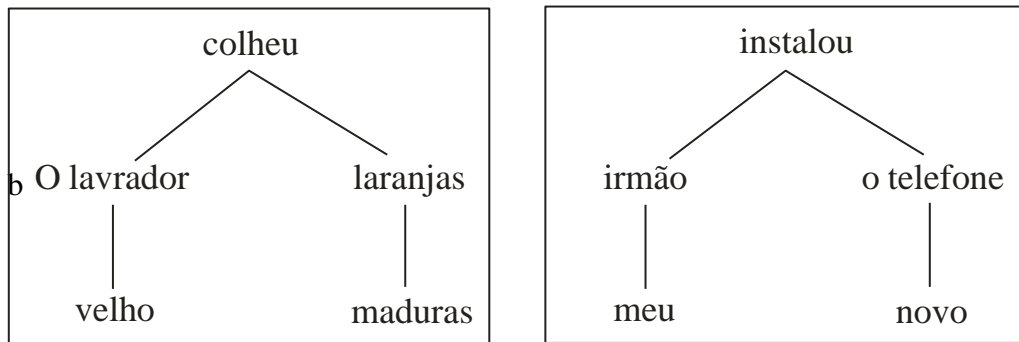 colheu
b O lavrador laranjas
velho maduras
instalou
irmão o telefone
meu novo